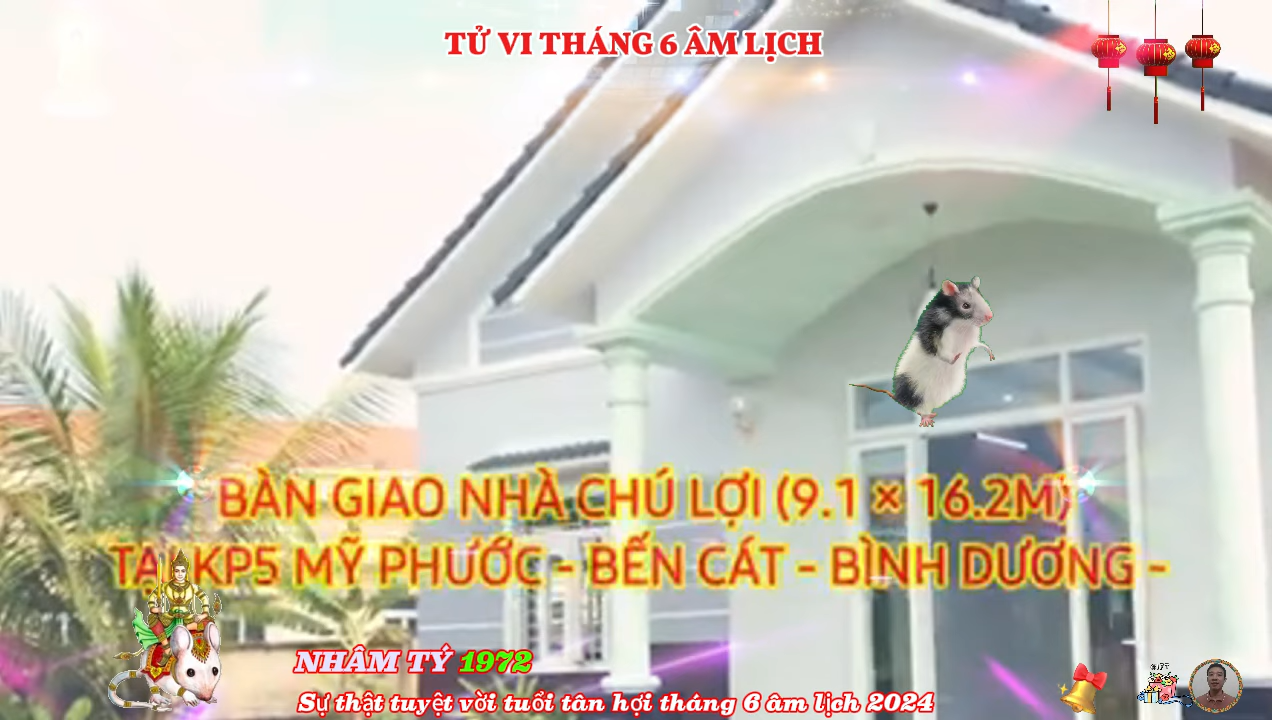 TỬ VI THÁNG 6 ÂM LỊCH
BÀN GIAO NHÀ CHÚ LỢI (9.1 × 16.2M)
TẠI KP5 MỸ PHƯỚC - BẾN CÁT - BÌNH DƯƠNG -
NHÂM TÝ 1972
Sự thật tuyệt vời tuổi tân hợi tháng 6 âm lịch 2024